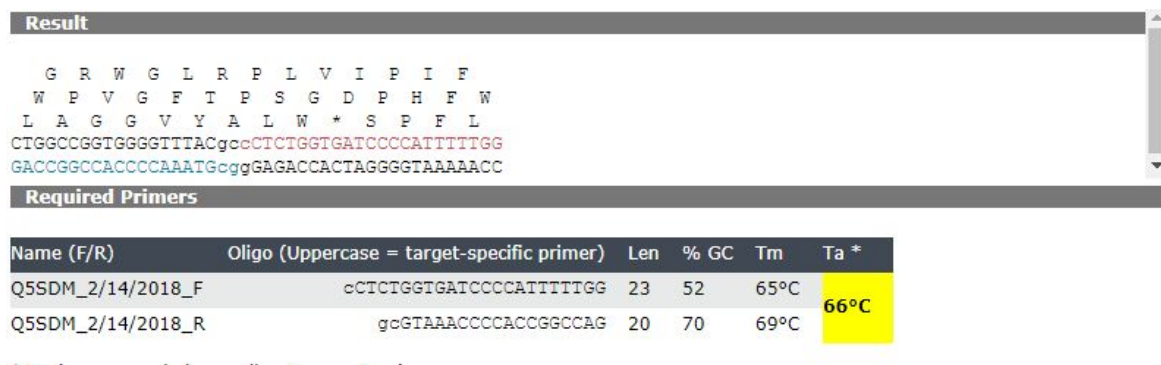 Result
G R W G L R P L V I P I F
W P V G F T P S G D P H F W
L A G G V Y A L W * S P F L
CTGGCCGGTGGGGTTTACgccCTCTGGTGATCCCCATTTTTGG
GACCGGCCACCCCAAATGcggGAGACCACTAGGGGTAAAAACC
Required Primers
Name (F/R) Oligo (Uppercase = target-specific primer) Len % GC Tm Ta *
Q5SDM_2/14/2018_F cCTCTGGTGATCCCCATTTTTGG 23 52 65°C
66°C
Q5SDM_2/14/2018_R gcGTAAACCCCACCGGCCAG 20 70 69°C